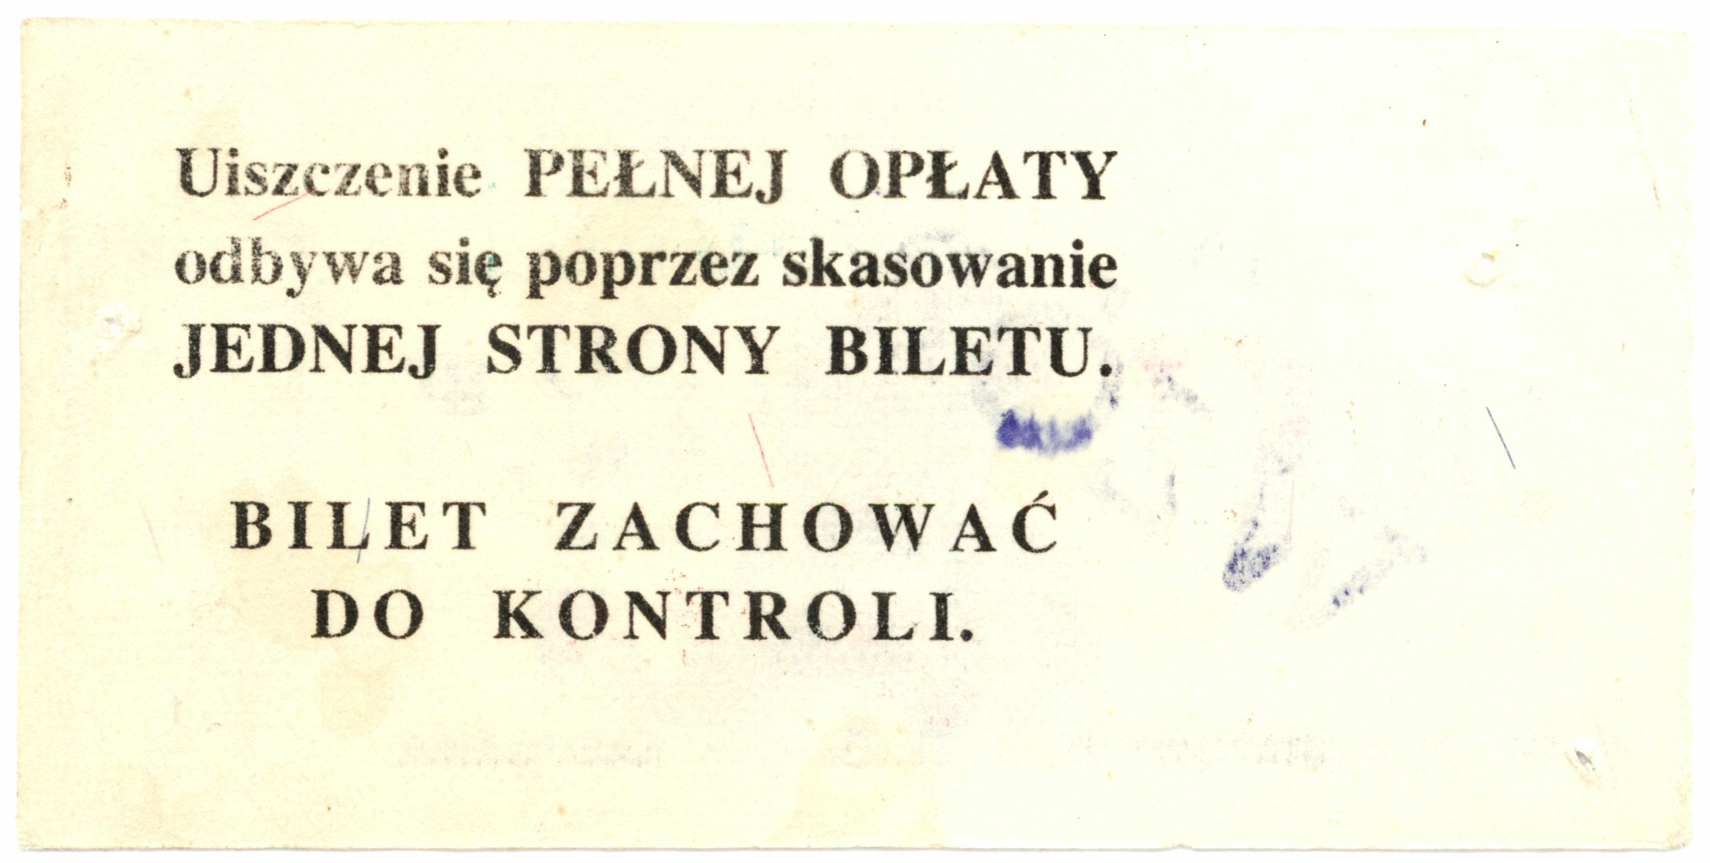 Uiszczenie PEŁNEJ OPŁATY
odbywa się poprzez skasowanie
JEDNEJ STRONY BILETU.
BILET ZACHOWAĆ
DO KONTROLI.